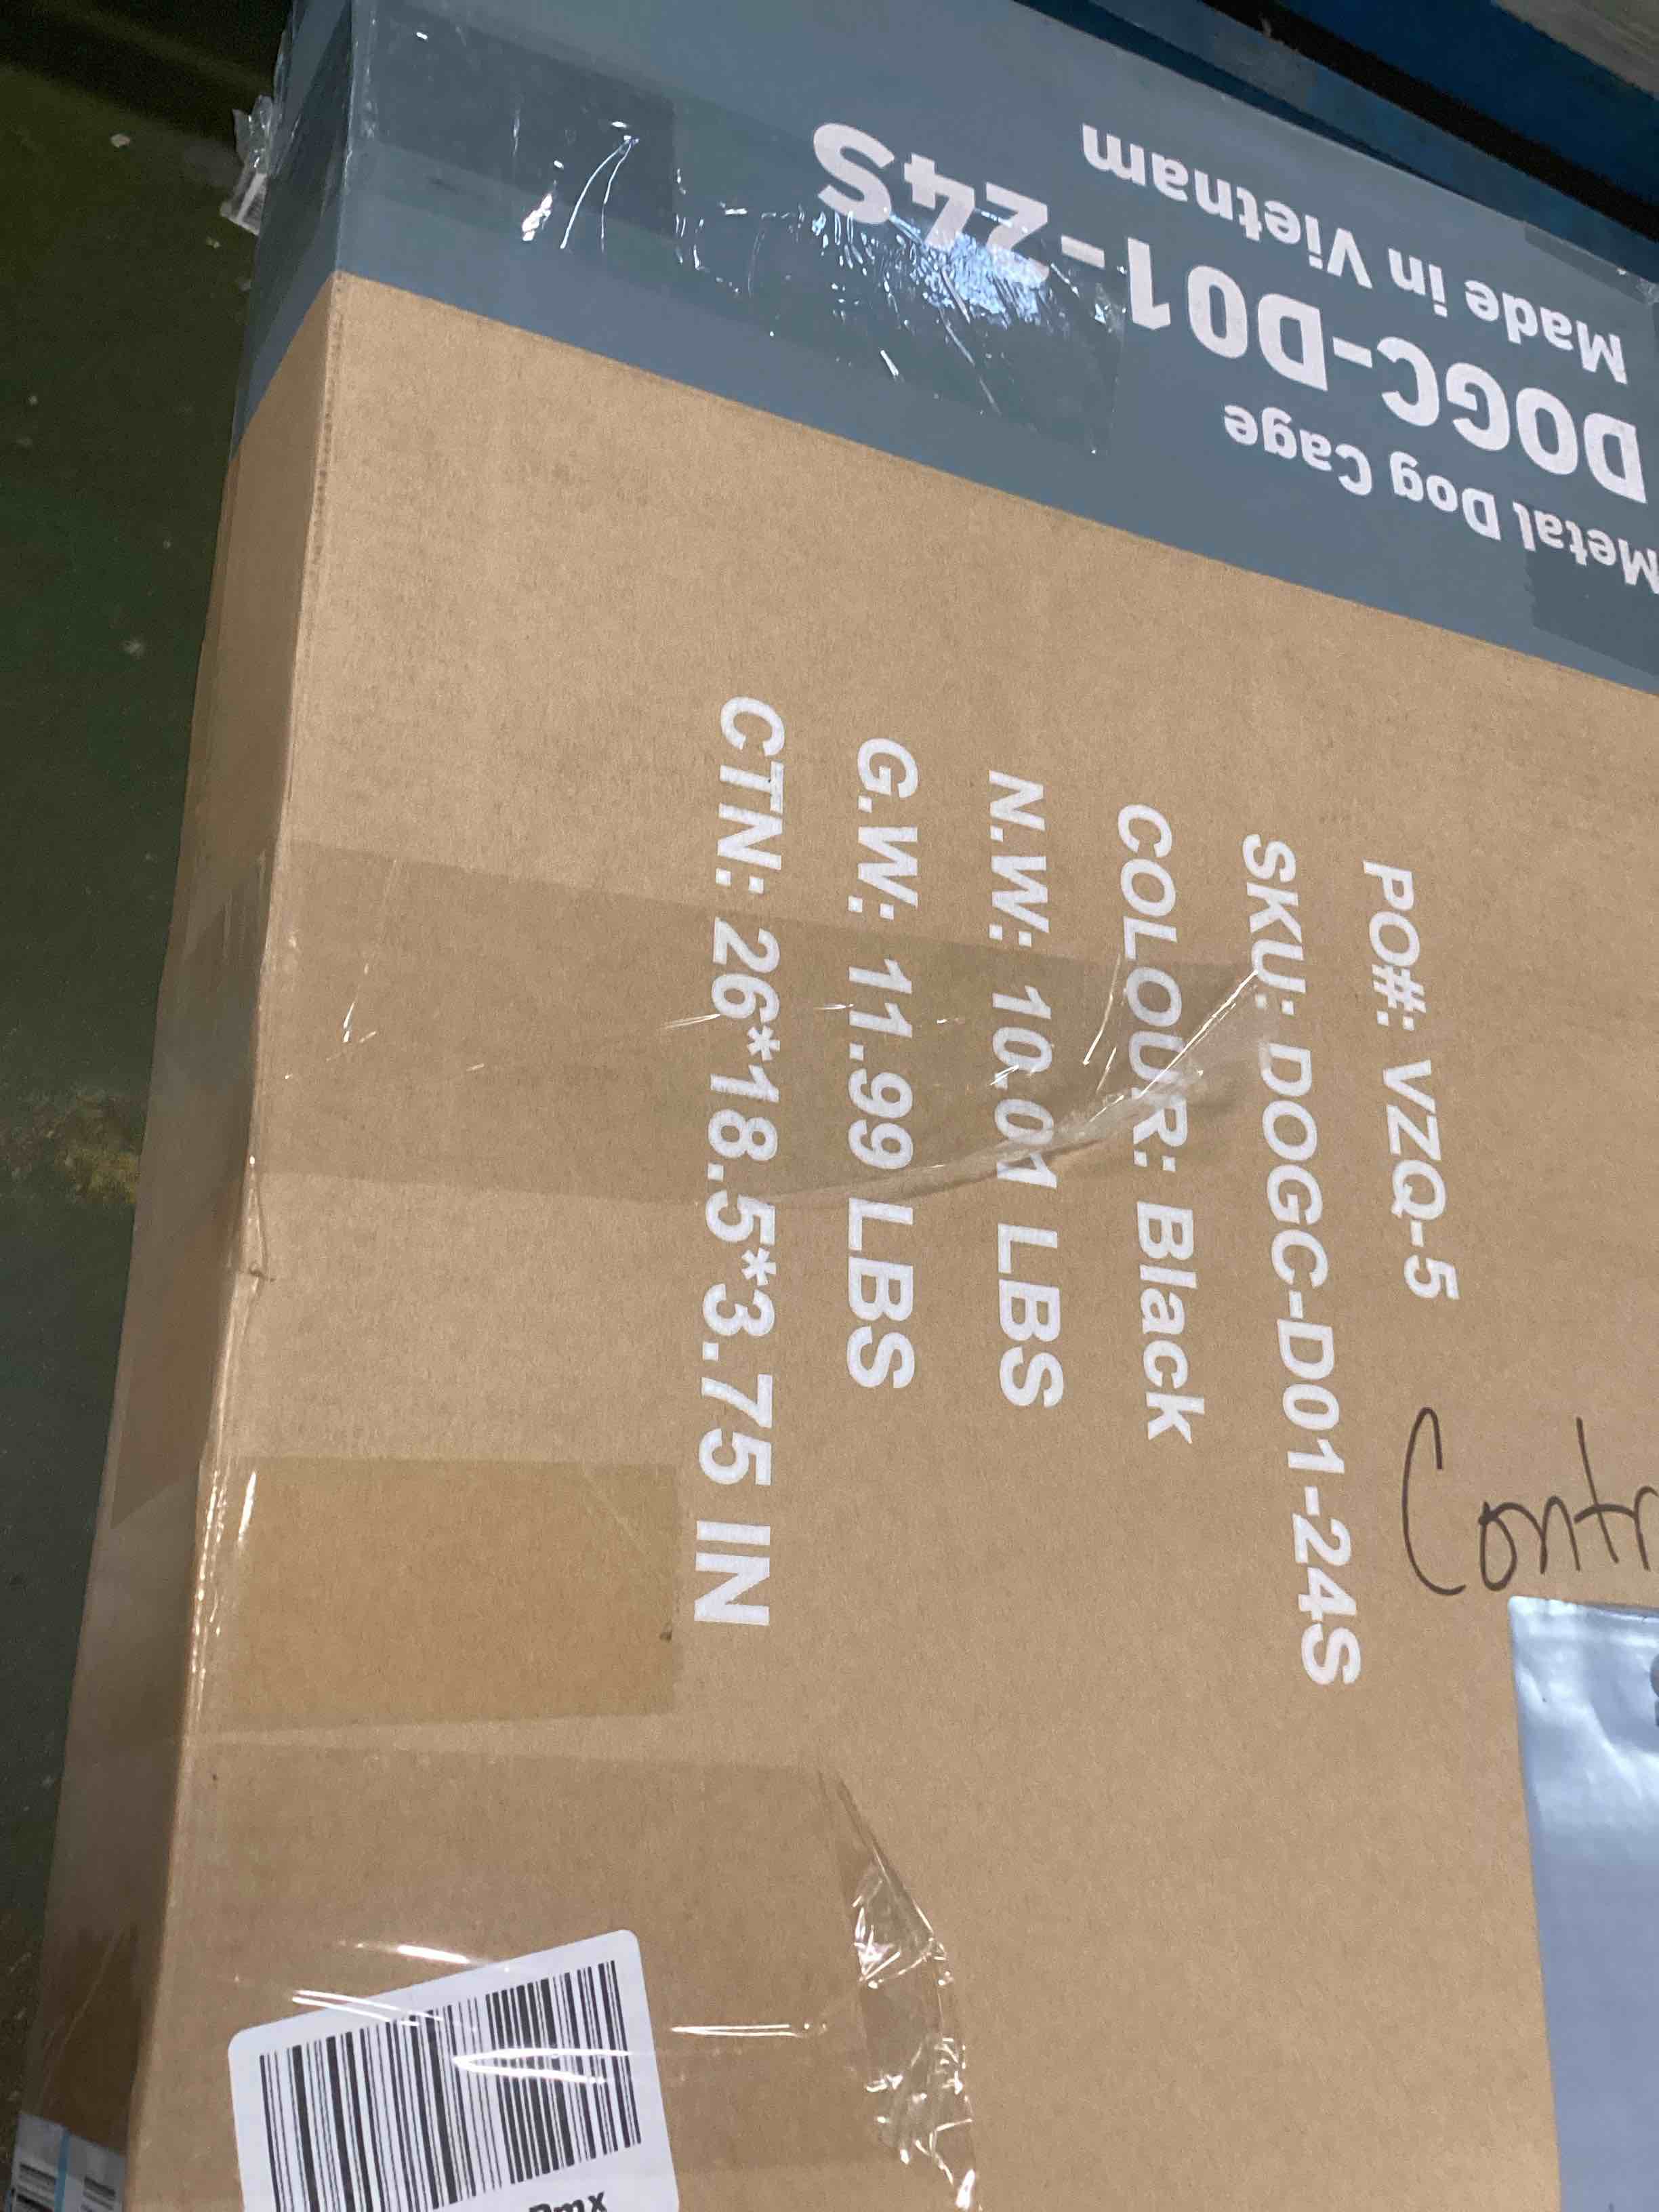 Metal Dog Cage
DOGC-D01-24S
Made in Vietnam
PO#: VZQ-5
SKU: DOGC-D01-24S
COLOUR: Black
N.W: 10.01 LBS
G.W: 11.99 LBS
CTN: 26*18.5*3.75 IN